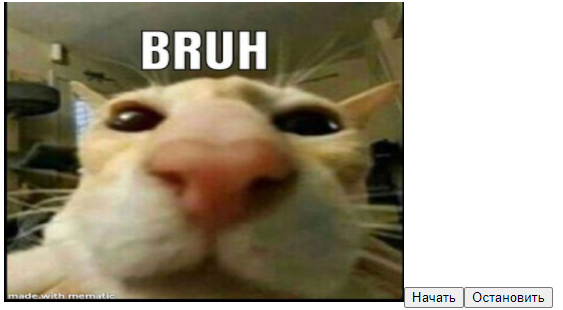 BRUH
made with mematic
Начать
Остановить